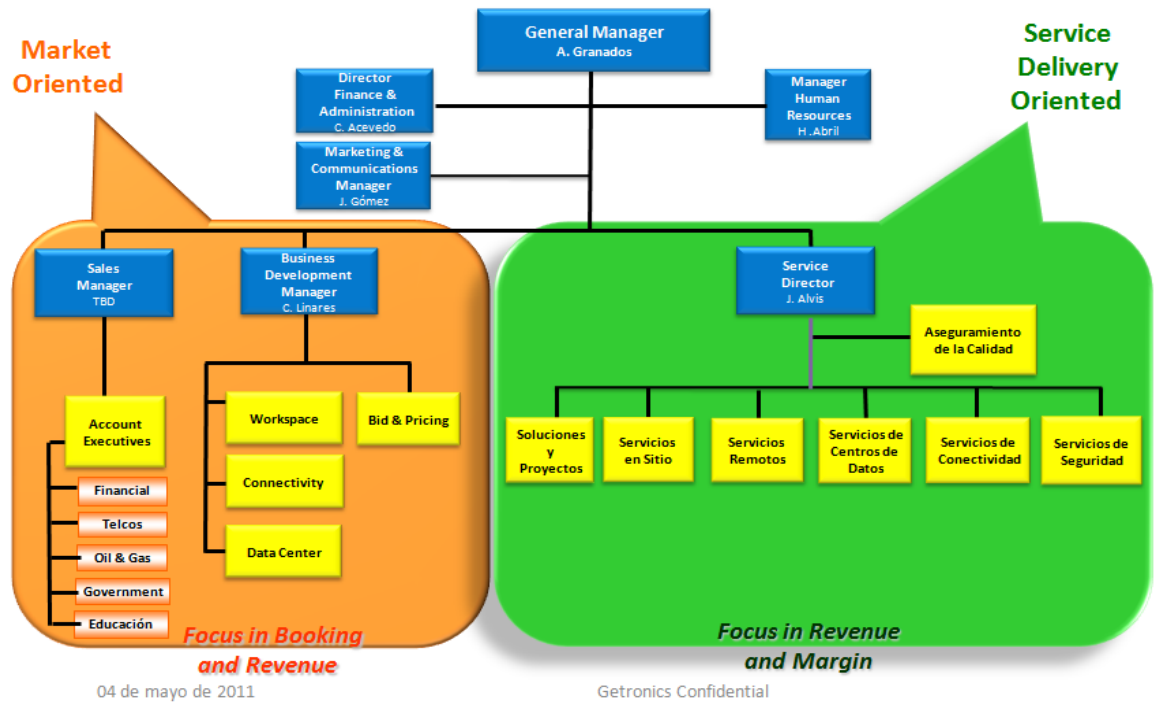 Market
Oriented
General Manager
A. Granados
Service
Delivery
Oriented
Director
Finance &
Administration
C. Acevedo
Manager
Human
Resources
H .Abril
Marketing &
Communications
Manager
J. Gómez
Sales
Manager
TBD
Business
Development
Manager
C. Linares
Service
Director
J. Alvis
Aseguramiento
de la Calidad
Account
Executives
Workspace
Bid & Pricing
Connectivity
Data Center
Financial
Telcos
Oil & Gas
Government
Educación
Soluciones
y
Proyectos
Servicios
en Sitio
Servicios
Remotos
Servicios de
Centros de
Datos
Servicios de
Conectividad
Servicios de
Seguridad
Focus in Booking
and Revenue
Focus in Revenue
and Margin
04 de mayo de 2011
Getronics Confidential